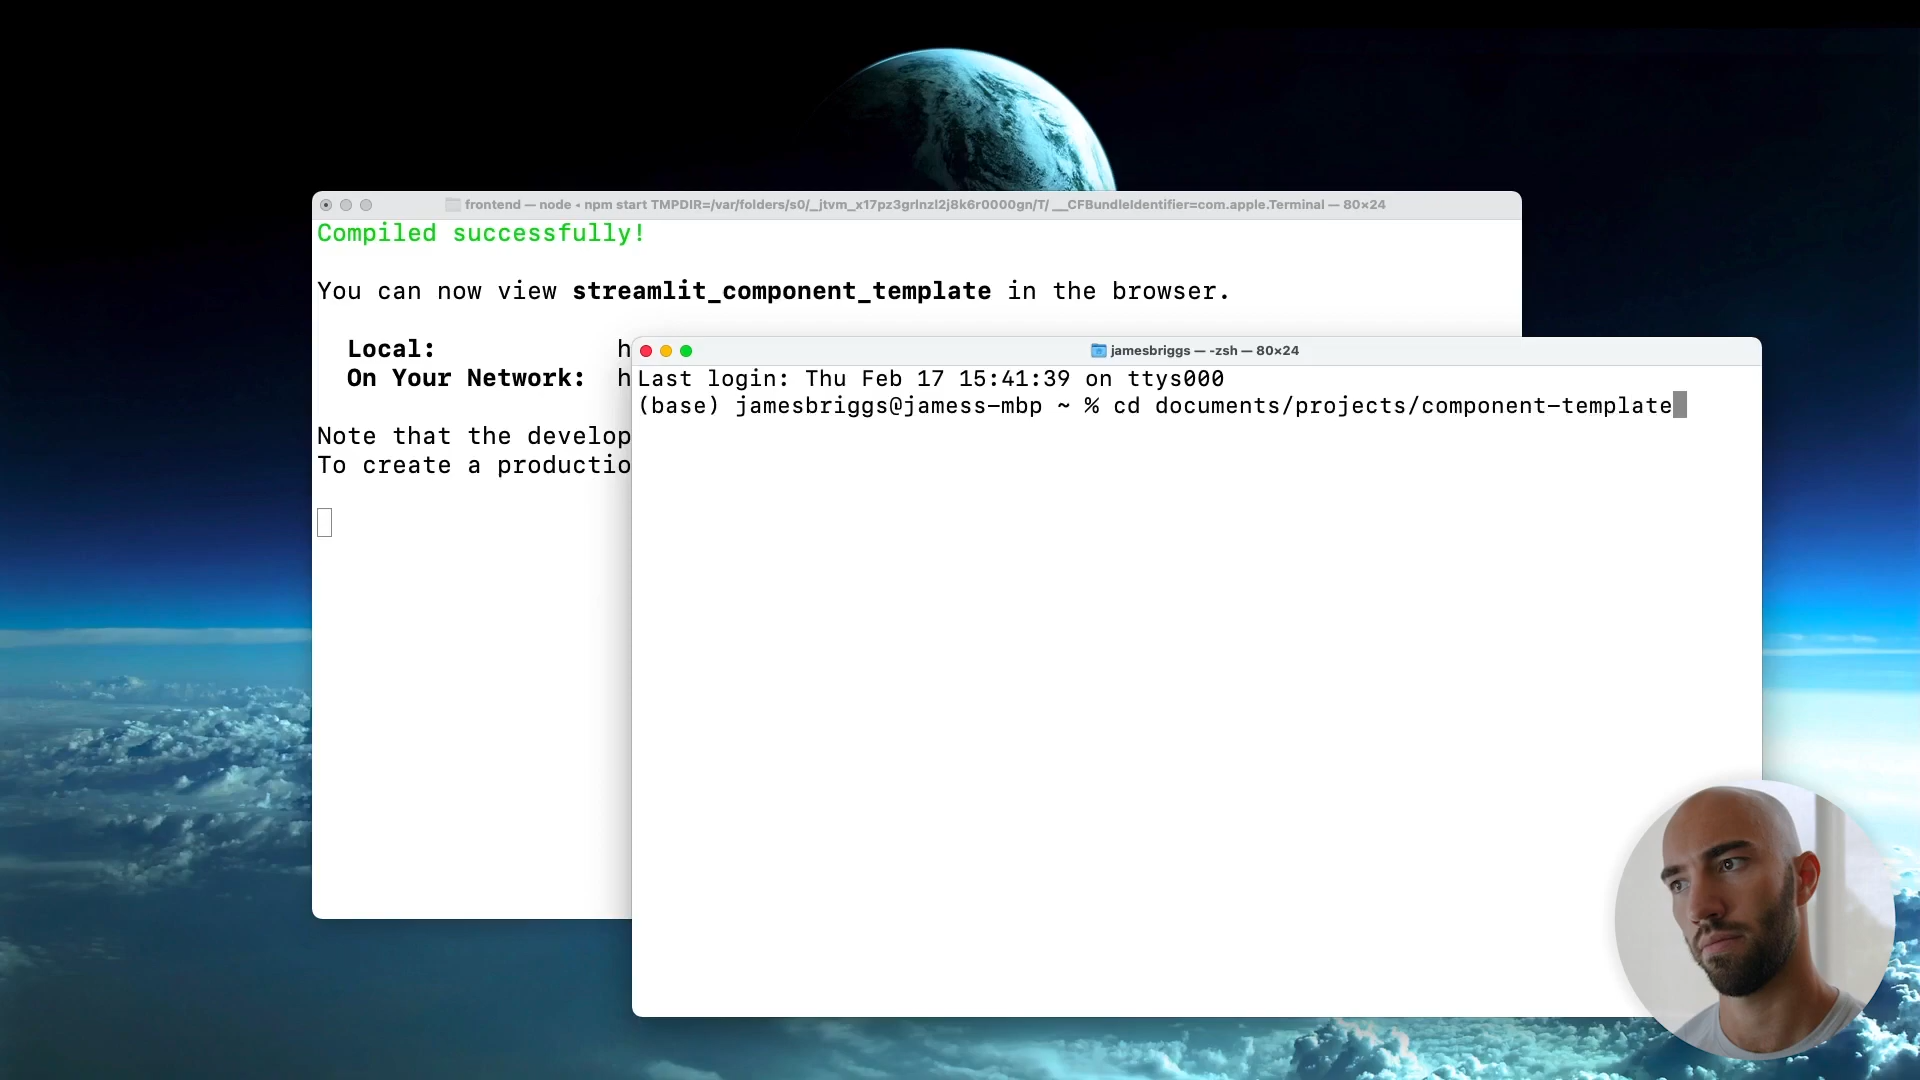 frontend — node ◂ npm start TMPDIR=/var/folders/s0/_jtvm_x17pz3grlnzl2j8k6r0000gn/T/ __CFBundleIdentifier=com.apple.Terminal — 80×24
Compiled successfully!
You can now view streamlit_component_template in the browser.
Local: h
On Your Network: h
Note that the develop
To create a productio
jamesbriggs — -zsh — 80×24
Last login: Thu Feb 17 15:41:39 on ttys000
(base) jamesbriggs@jamess-mbp ~ % cd documents/projects/component-template